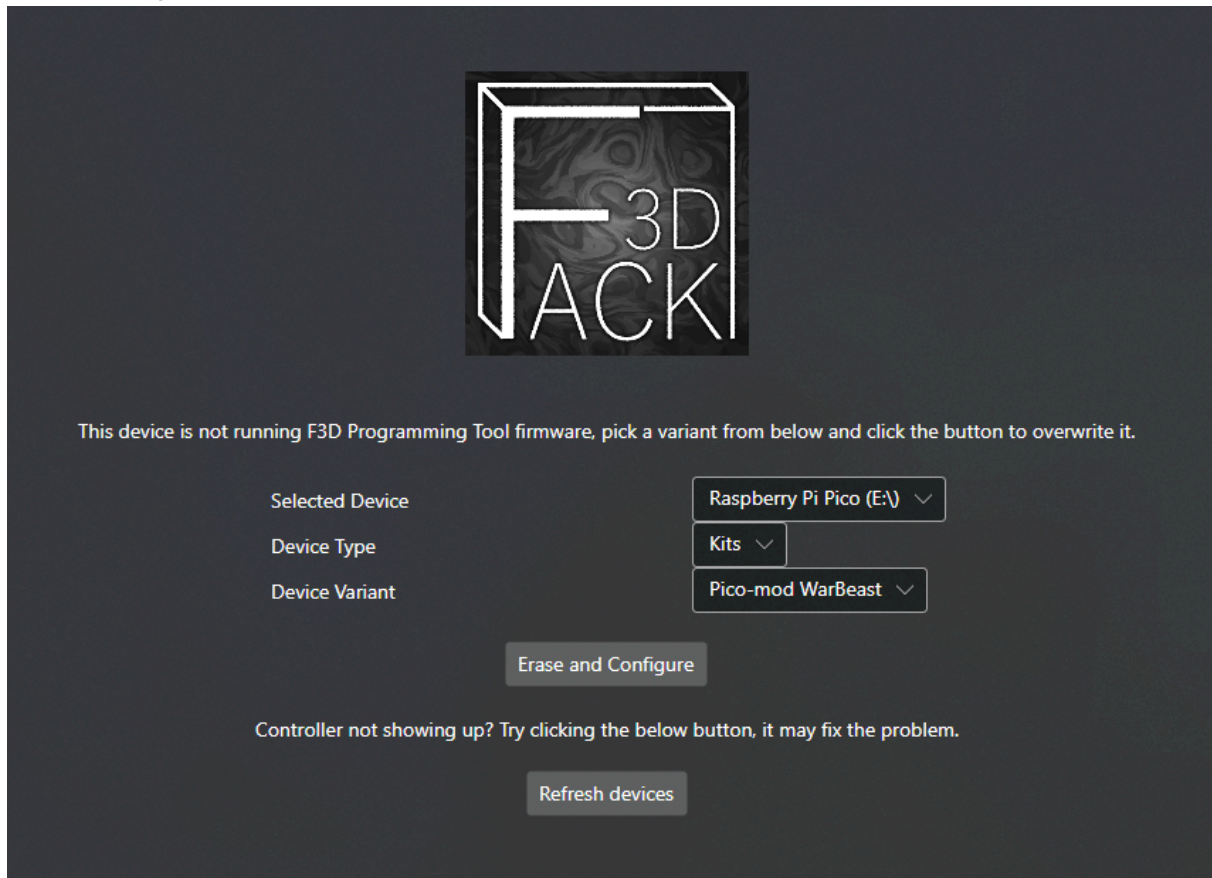 F3D
ACK
This device is not running F3D Programming Tool firmware, pick a variant from below and click the button to overwrite it.
Selected Device Raspberry Pi Pico (E:\)
Device Type Kits
Device Variant Pico-mod WarBeast
Erase and Configure
Controller not showing up? Try clicking the below button, it may fix the problem.
Refresh devices